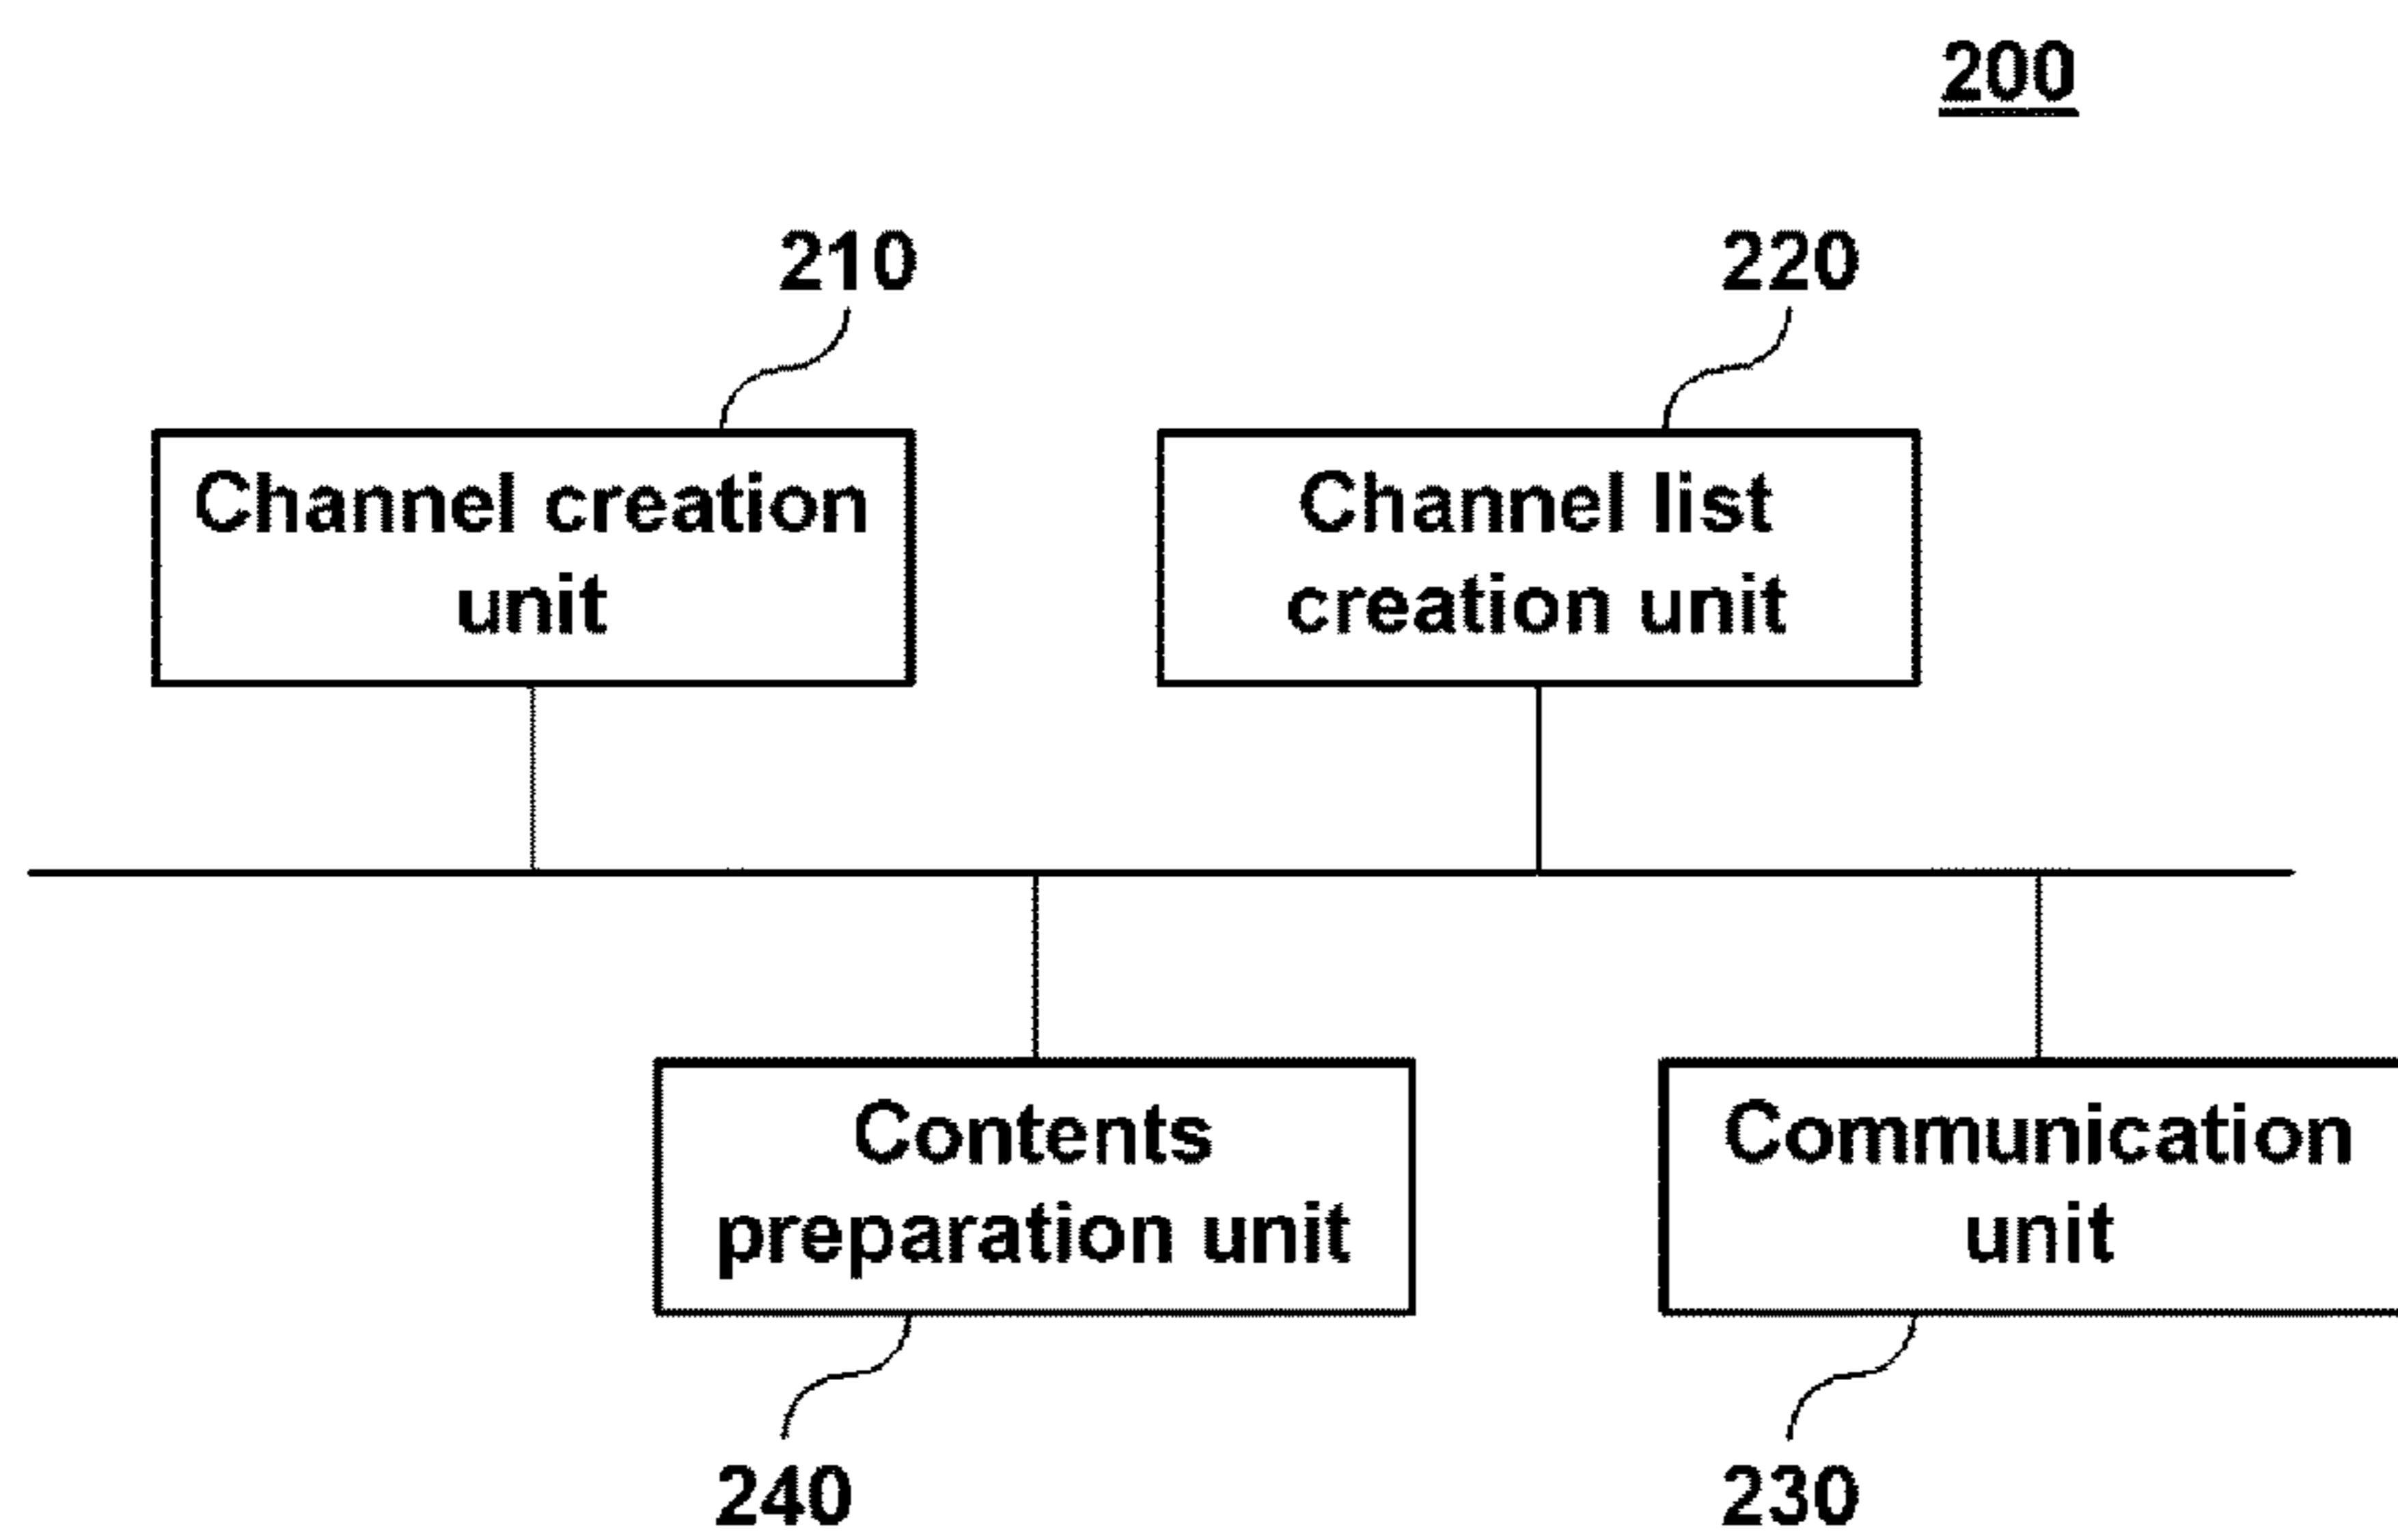 200
210
220
Channel creation
unit
Channel list
creation unit
Contents
preparation unit
Communication
unit
240
230